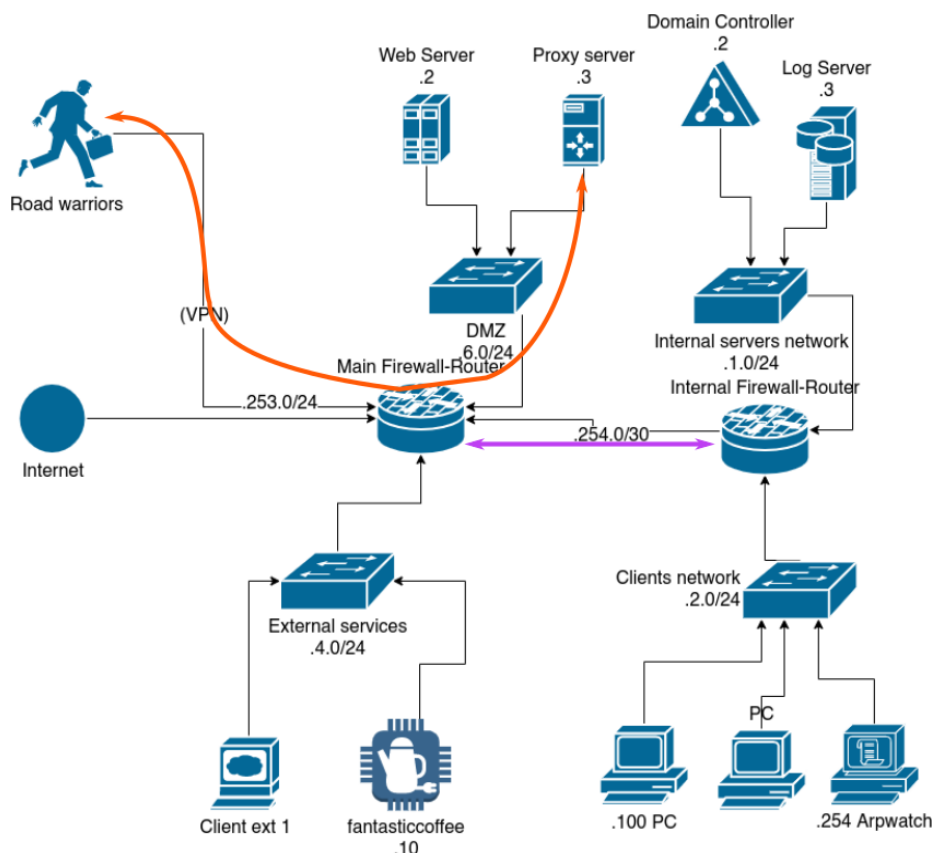 Domain Controller
.2
Web Server
.2
Proxy server
.3
Log Server
.3
Road warriors
(VPN)
DMZ
.6.0/24
Main Firewall-Router
Internal servers network
.1.0/24
Internal Firewall-Router
.253.0/24
.254.0/30
Internet
Clients network
.2.0/24
External services
.4.0/24
PC
Client ext 1
fantasticcoffee
.10
.100 PC
.254 Arpwatch